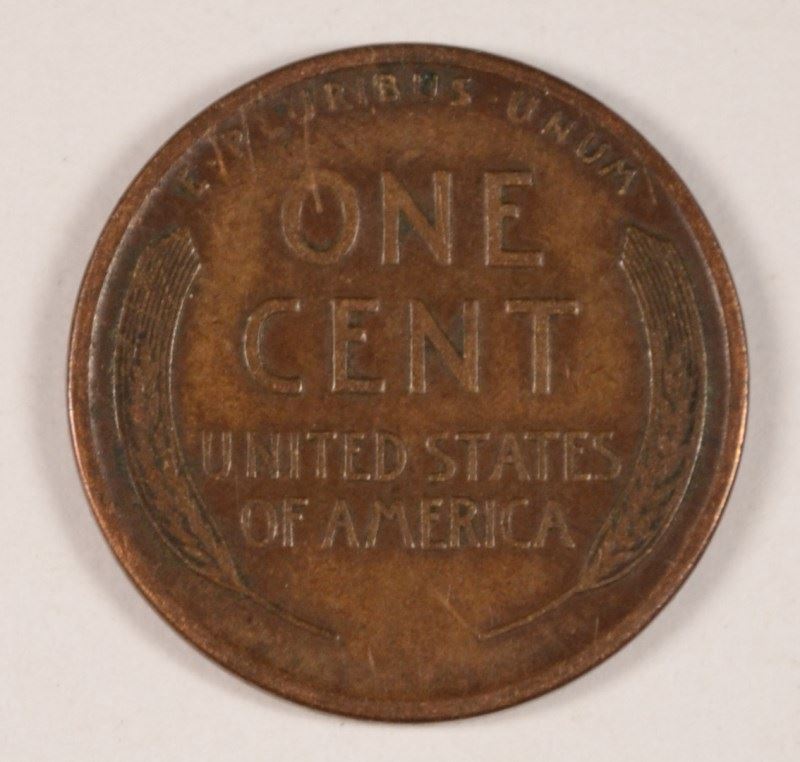 E·PLURIBUS·UNUM
ONE
CENT
UNITED STATES
OF AMERICA